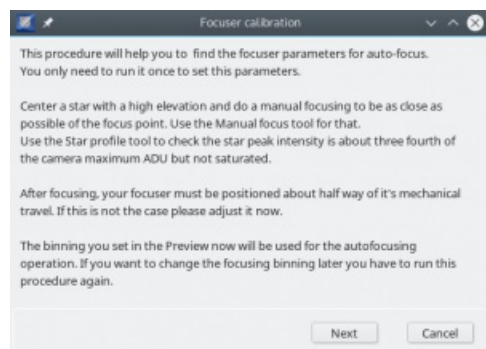 Focuser calibration
This procedure will help you to find the focuser parameters for auto-focus.
You only need to run it once to set this parameters.
Center a star with a high elevation and do a manual focusing to be as close as
possible of the focus point. Use the Manual focus tool for that.
Use the Star profile tool to check the star peak intensity is about three fourth of
the camera maximum ADU but not saturated.
After focusing, your focuser must be positioned about half way of it's mechanical
travel. If this is not the case please adjust it now.
The binning you set in the Preview now will be used for the autofocusing
operation. If you want to change the focusing binning later you have to run this
procedure again.
Next Cancel